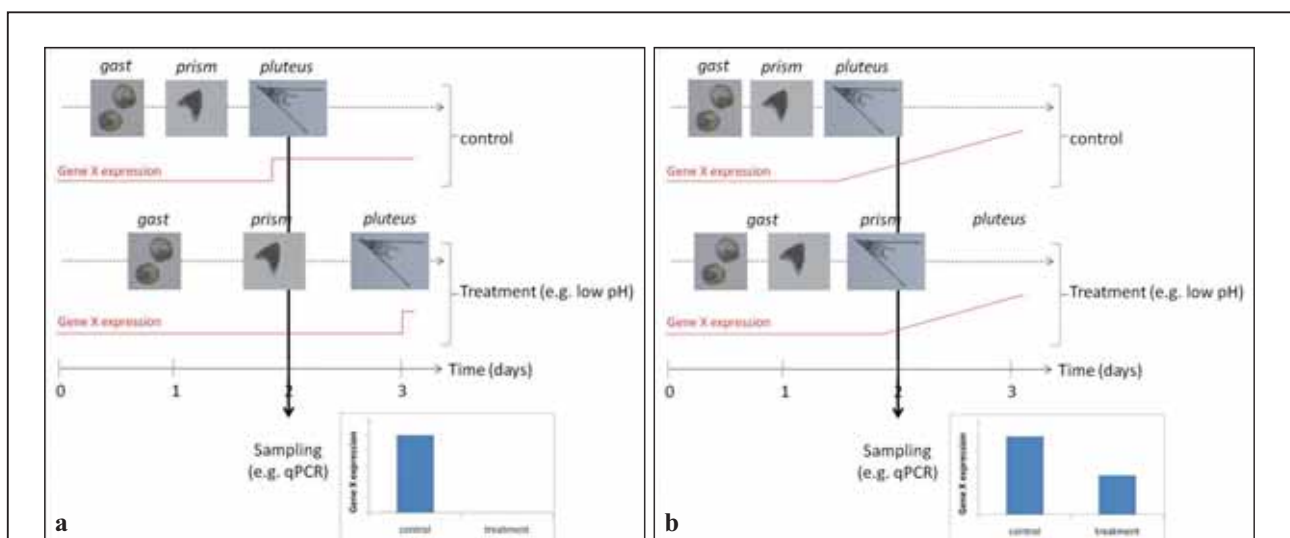 gast prism pluteus
control
Gene X expression
gast prism pluteus
Treatment (e.g. low pH)
Gene X expression
Time (days)
0 1 2 3
Sampling
(e.g. qPCR)
Gene X expression
control treatment
a
gast prism pluteus
control
Gene X expression
gast prism pluteus
Treatment (e.g. low pH)
Gene X expression
Time (days)
0 1 2 3
Sampling
(e.g. qPCR)
Gene X expression
control treatment
b